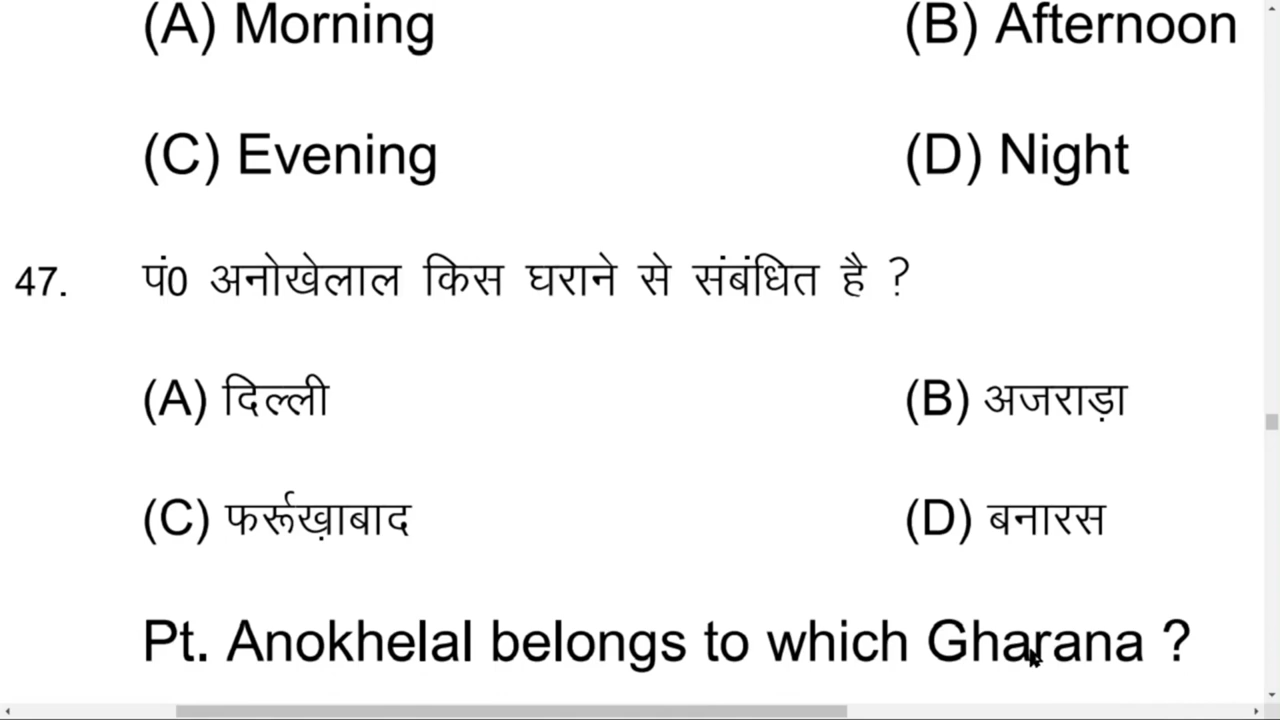 (A) Morning (B) Afternoon
(C) Evening (D) Night
47. पं0 अनोखेलाल किस घराने से संबंधित है ?
(A) दिल्ली (B) अजराड़ा
(C) फर्रूख़ाबाद (D) बनारस
Pt. Anokhelal belongs to which Gharana ?